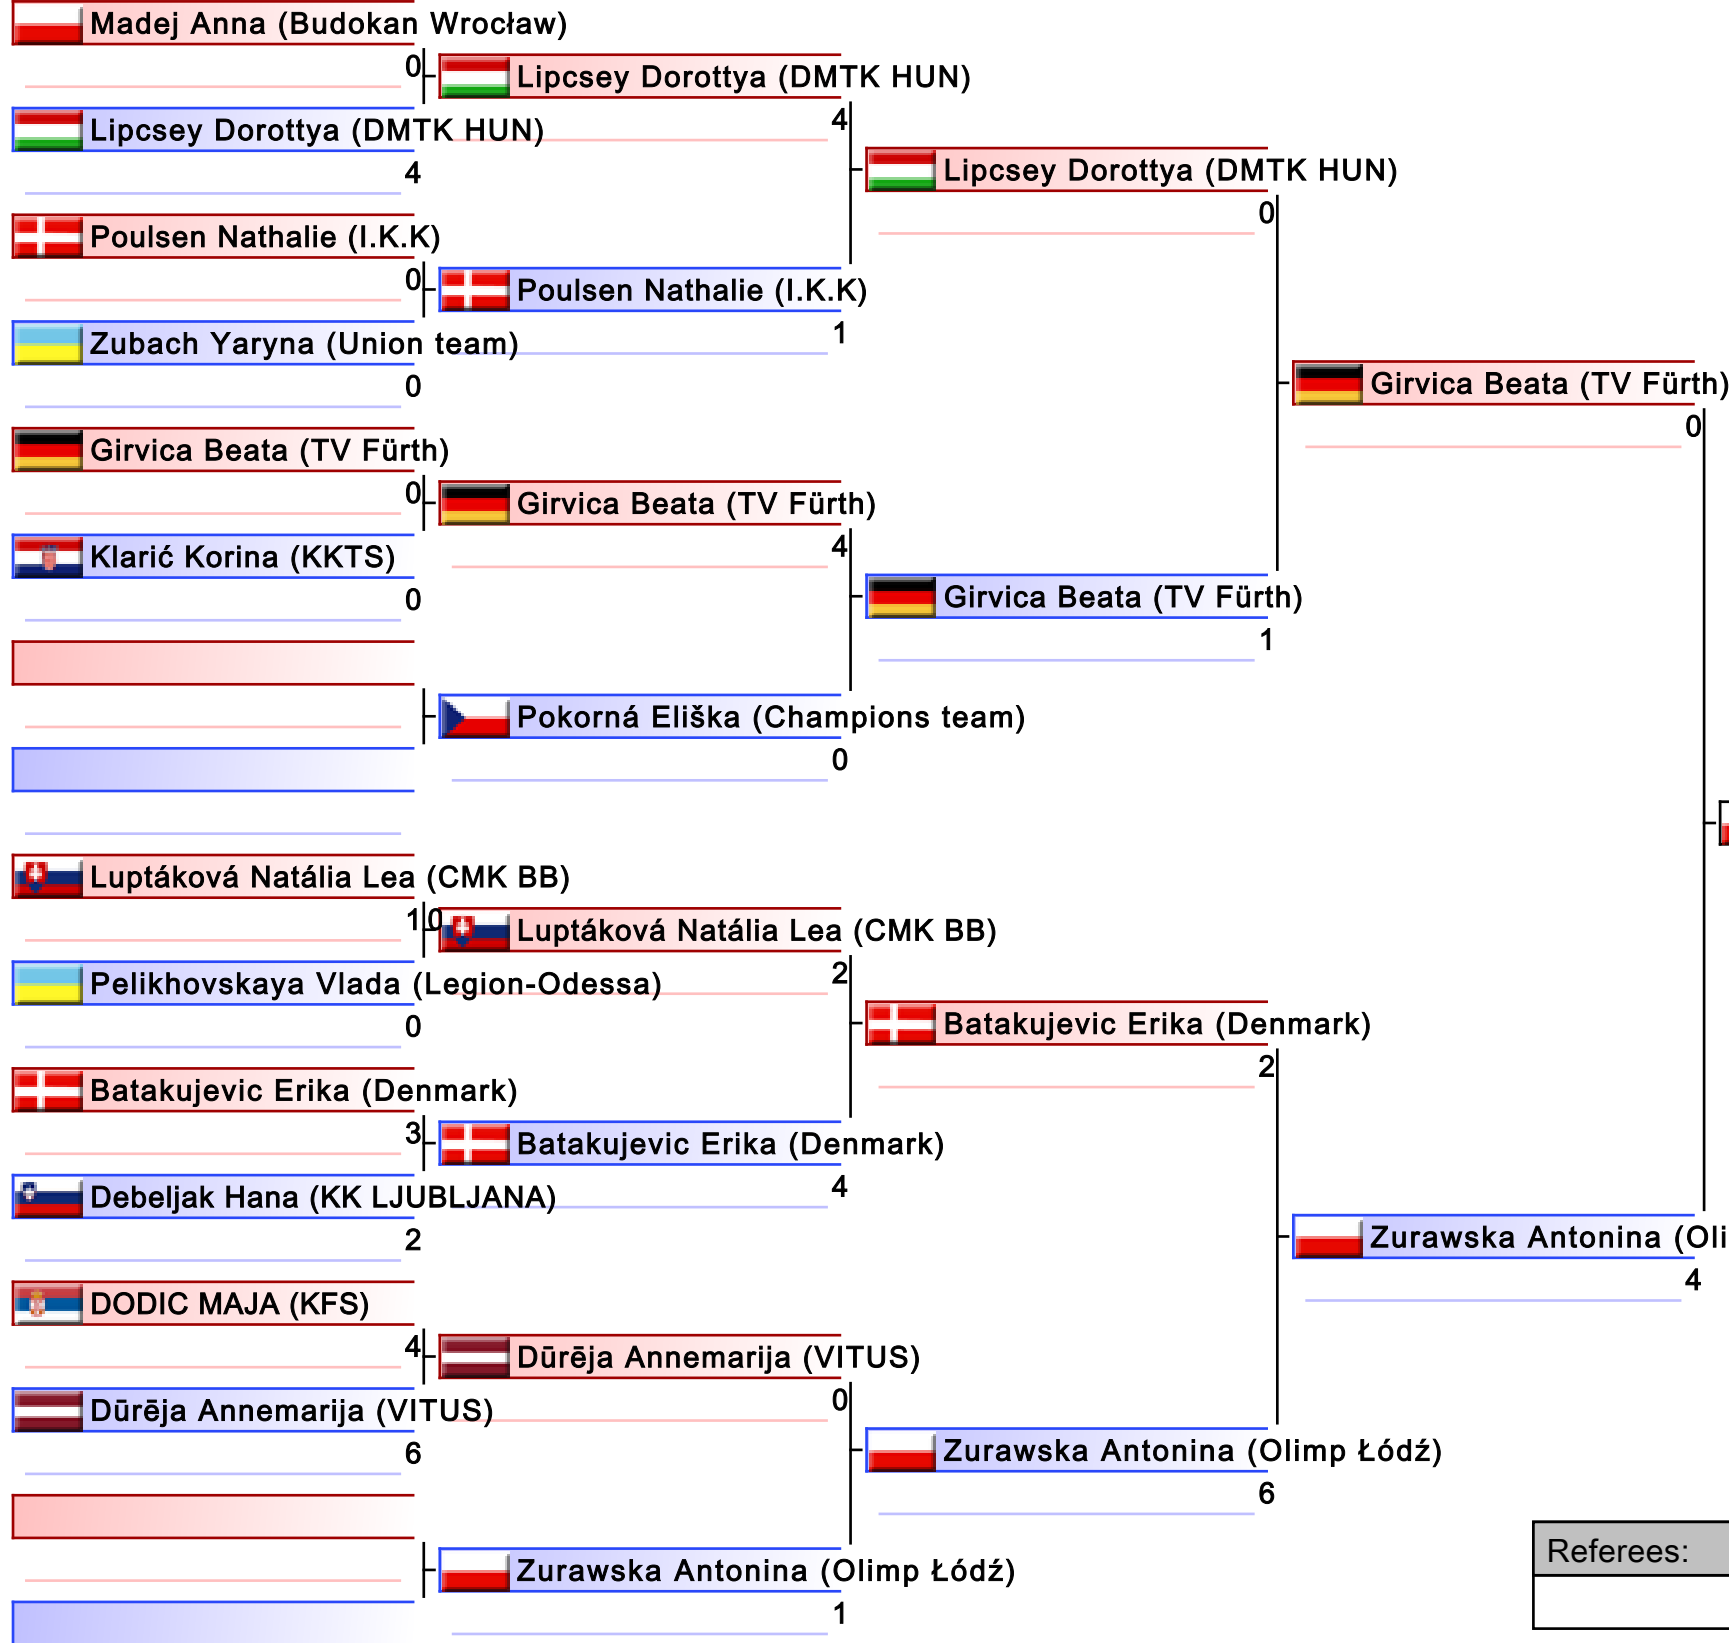 Madej Anna (Budokan Wrocław)
0
Lipcsey Dorottya (DMTK HUN)
4
Poulsen Nathalie (I.K.K)
0
Zubach Yaryna (Union team)
0
Girvica Beata (TV Fürth)
0
Klarić Korina (KKTS)
0
Luptáková Natália Lea (CMK BB)
10
Pelikhovskaya Vlada (Legion-Odessa)
0
Batakujevic Erika (Denmark)
3
Debeljak Hana (KK LJUBLJANA)
2
DODIC MAJA (KFS)
4
Dūrēja Annemarija (VITUS)
6
Lipcsey Dorottya (DMTK HUN)
4
Poulsen Nathalie (I.K.K)
1
Girvica Beata (TV Fürth)
4
Pokorná Eliška (Champions team)
0
Luptáková Natália Lea (CMK BB)
2
Batakujevic Erika (Denmark)
4
Dūrēja Annemarija (VITUS)
0
Zurawska Antonina (Olimp Łódź)
1
Lipcsey Dorottya (DMTK HUN)
0
Girvica Beata (TV Fürth)
1
Batakujevic Erika (Denmark)
2
Zurawska Antonina (Olimp Łódź)
6
Girvica Beata (TV Fürth)
0
Zurawska Antonina (Oli
4
Referees: